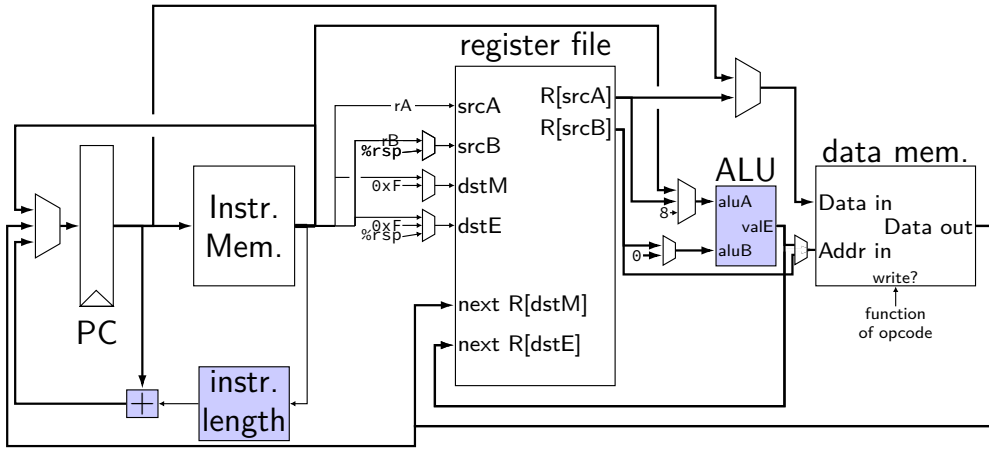 register file
rA
srcA
R[srcA]
rB
%rsp
srcB
R[srcB]
0xF
dstM
0xF
%rsp
dstE
next R[dstM]
next R[dstE]
PC
Instr.
Mem.
instr.
length
8
0
ALU
aluA
valE
aluB
data mem.
Data in
Data out
Addr in
write?
function
of opcode